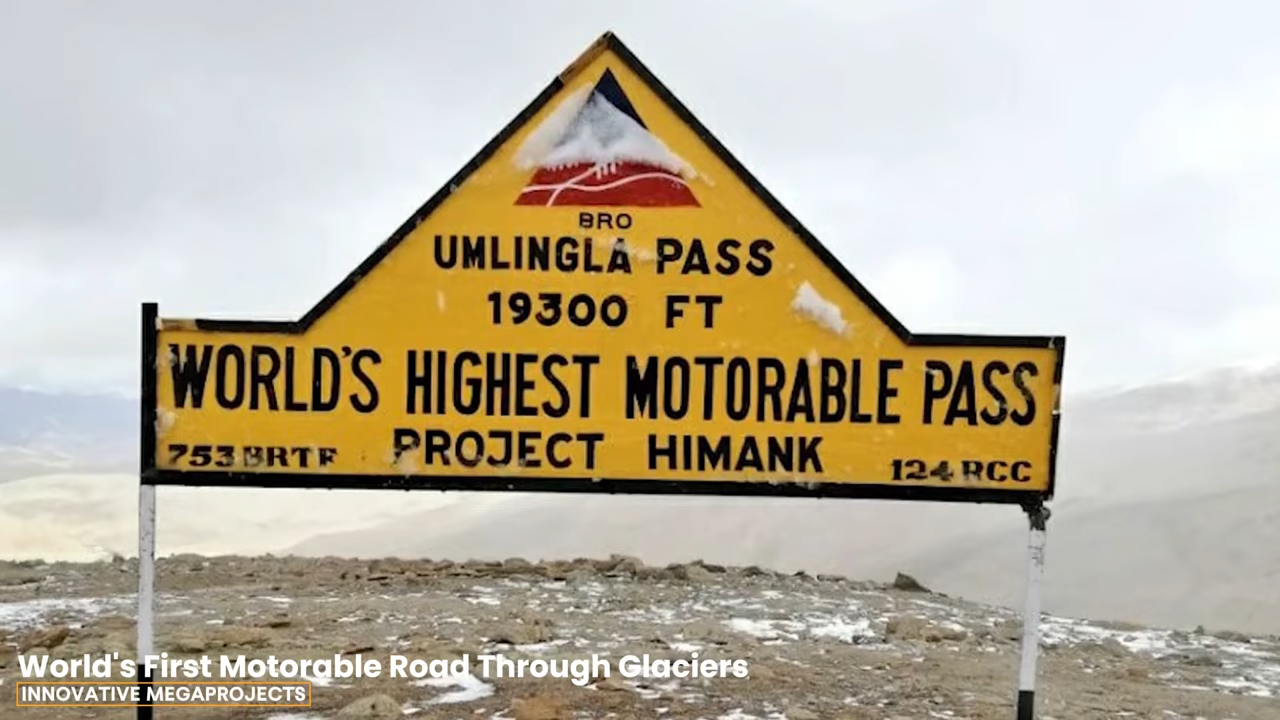 BRO
UMLINGLA PASS
19300 FT
WORLD'S HIGHEST MOTORABLE PASS
PROJECT HIMANK
753 BRTF
124 RCC
World's First Motorable Road Through Glaciers
INNOVATIVE MEGAPROJECTS